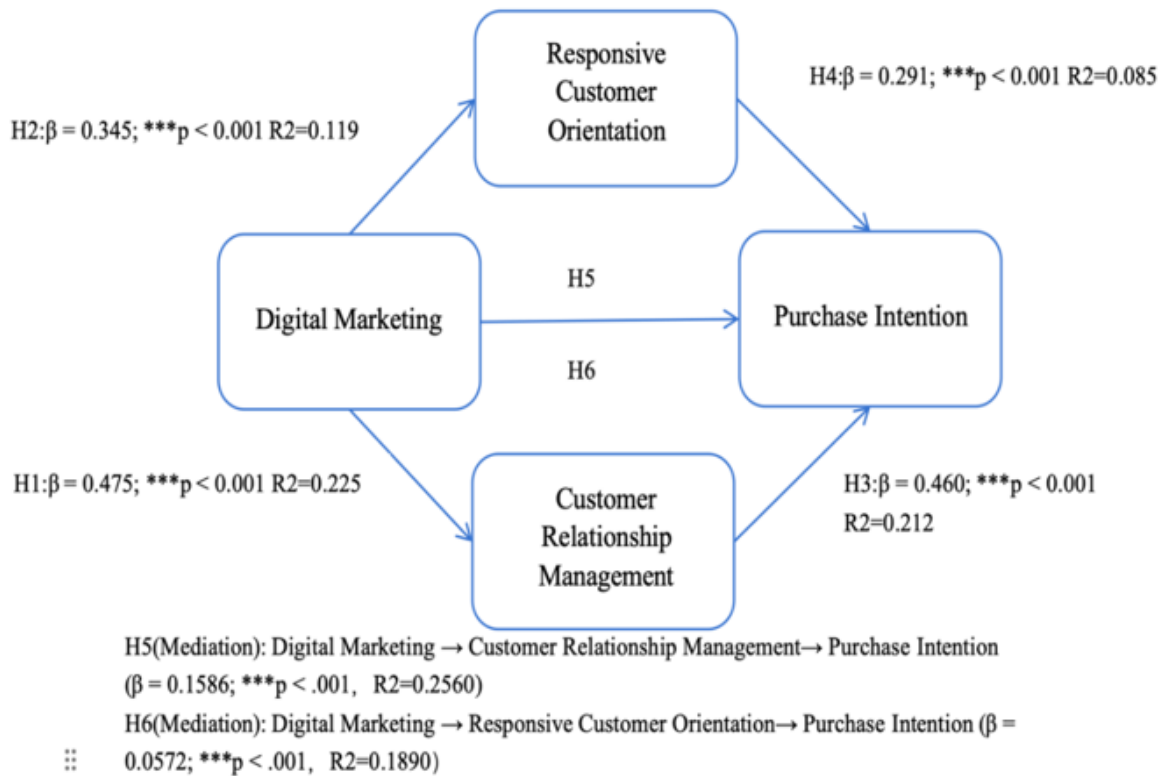 Responsive
Customer
Orientation
H4:β = 0.291; ***p < 0.001 R2=0.085
H2:β = 0.345; ***p < 0.001 R2=0.119
Digital Marketing
H5
H6
Purchase Intention
H1:β = 0.475; ***p < 0.001 R2=0.225
Customer
Relationship
Management
H3:β = 0.460; ***p < 0.001
R2=0.212
H5(Mediation): Digital Marketing → Customer Relationship Management→ Purchase Intention
(β = 0.1586; ***p < .001, R2=0.2560)
H6(Mediation): Digital Marketing → Responsive Customer Orientation→ Purchase Intention (β =
0.0572; ***p < .001, R2=0.1890)